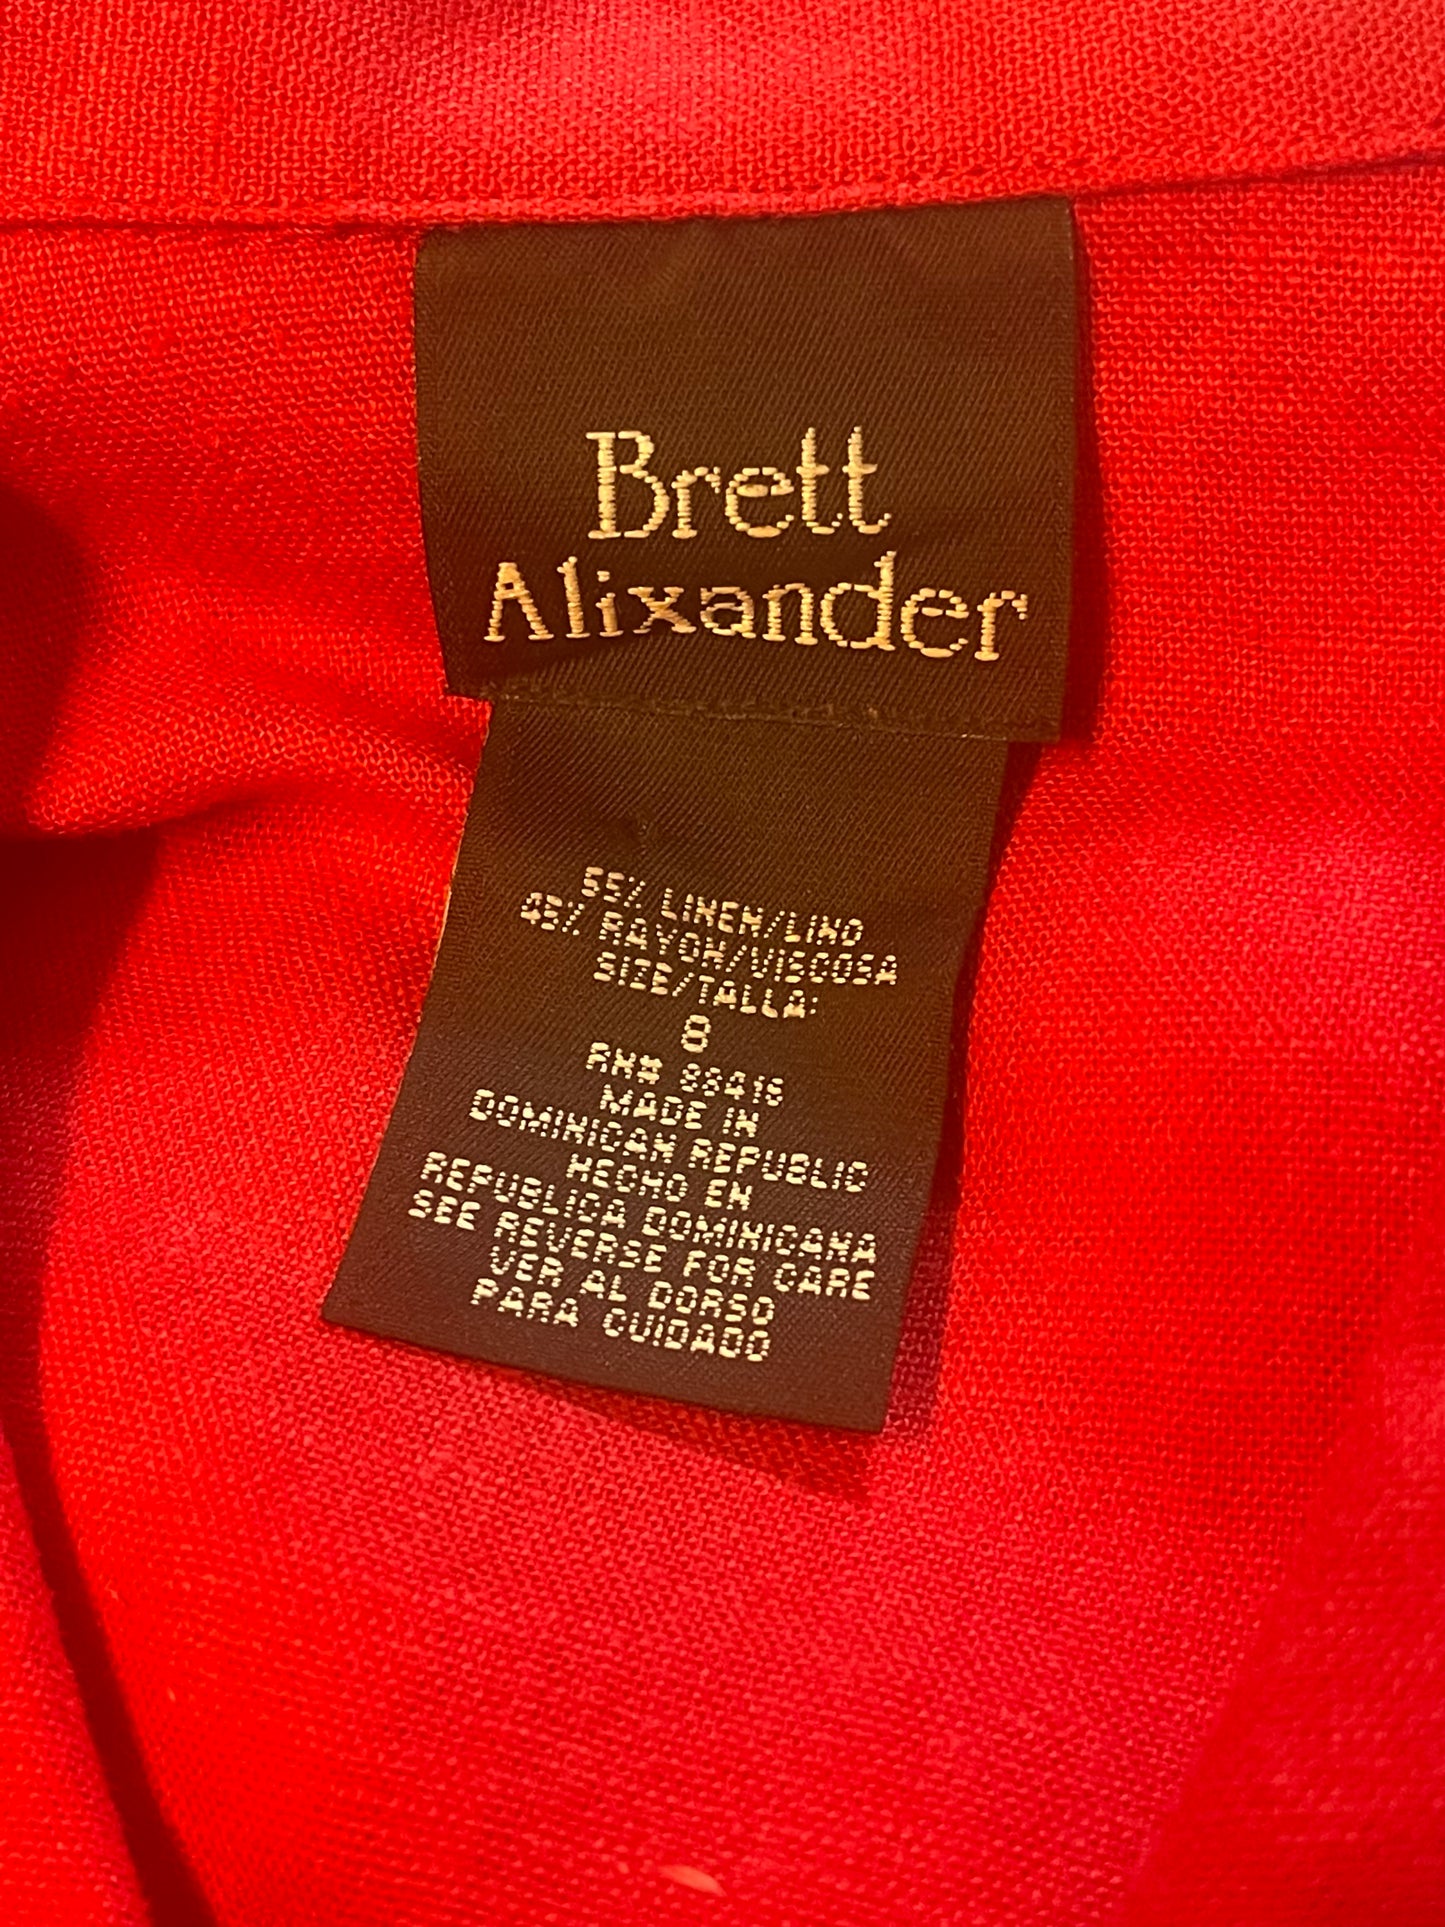 Brett
Alixander
55% LINEN/LINO
45% RAYON/VISCOSA
SIZE/TALLA:
8
RN# 88416
MADE IN
DOMINICAN REPUBLIC
HECHO EN
REPUBLICA DOMINICANA
SEE REVERSE FOR CARE
VER AL DORSO
PARA CUIDADO